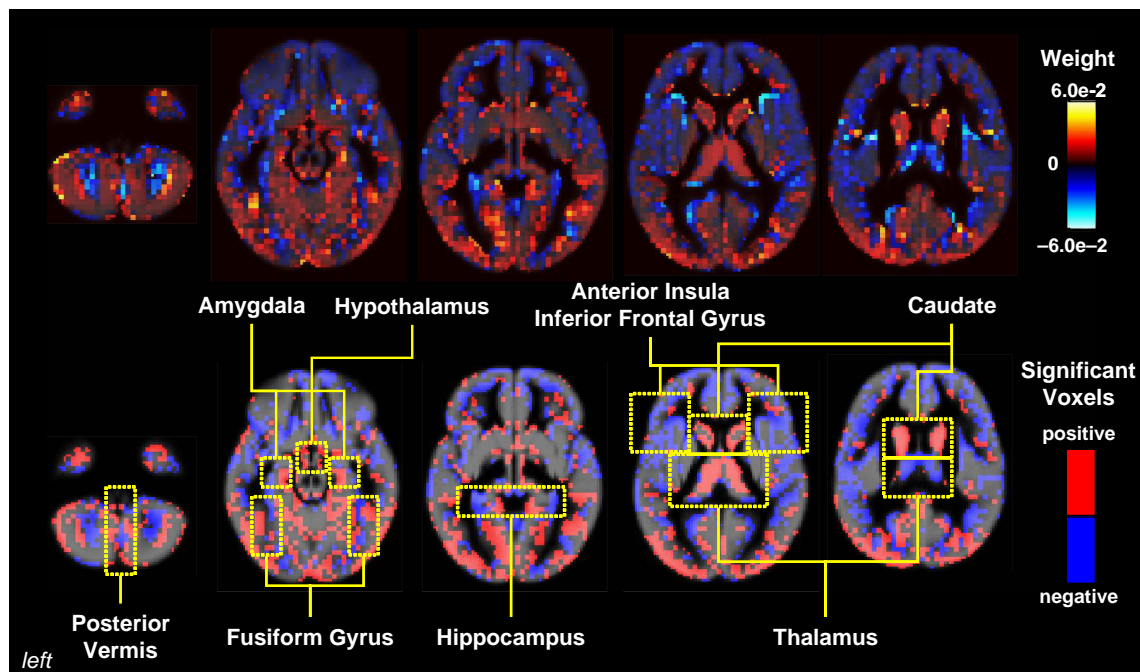 Weight
6.0e-2
0
−6.0e−2
Amygdala
Hypothalamus
Anterior Insula
Inferior Frontal Gyrus
Caudate
Significant
Voxels
positive
negative
Posterior
Vermis
Fusiform Gyrus
Hippocampus
Thalamus
left